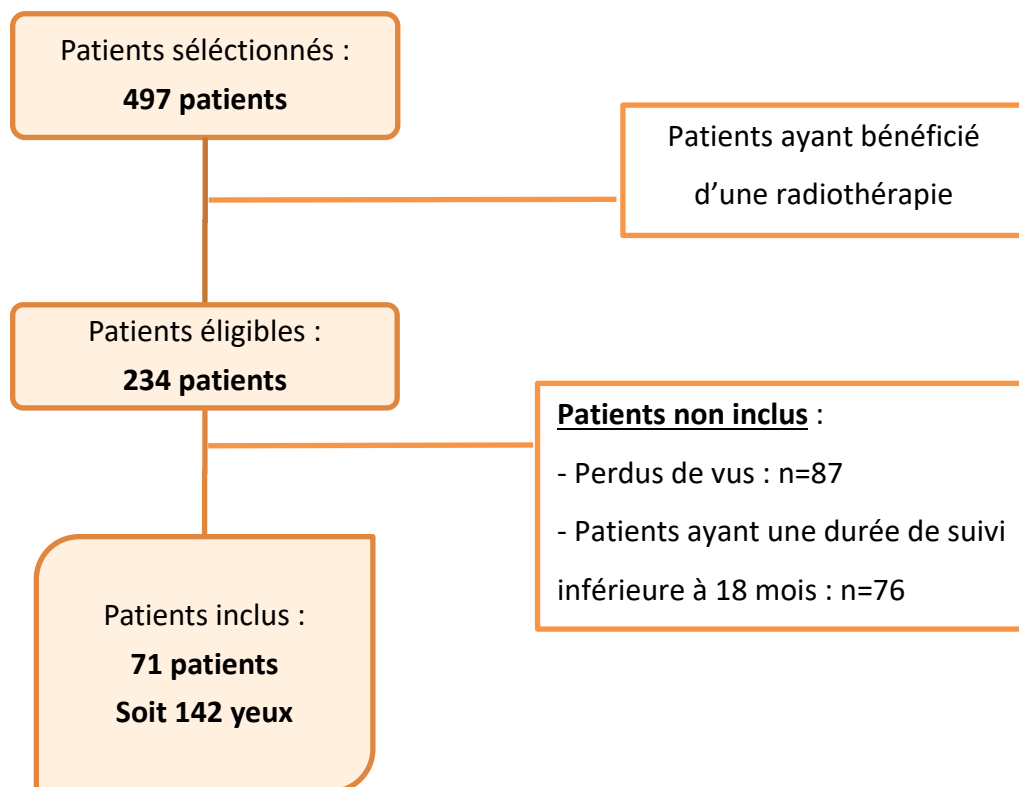 Patients séléctionnés :
497 patients
Patients ayant bénéficié
d’une radiothérapie
Patients éligibles :
234 patients
Patients non inclus :
- Perdus de vus : n=87
- Patients ayant une durée de suivi
inférieure à 18 mois : n=76
Patients inclus :
71 patients
Soit 142 yeux